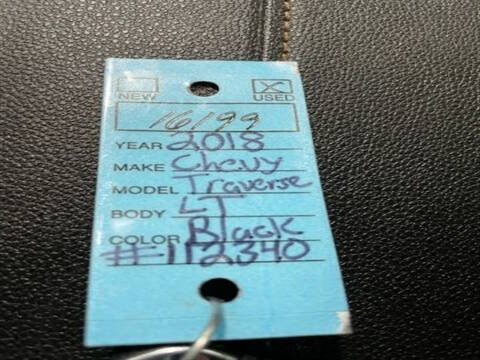 NEW USED
16199
YEAR 2018
MAKE Chevy
MODEL Traverse
BODY LT
COLOR Black
#112340